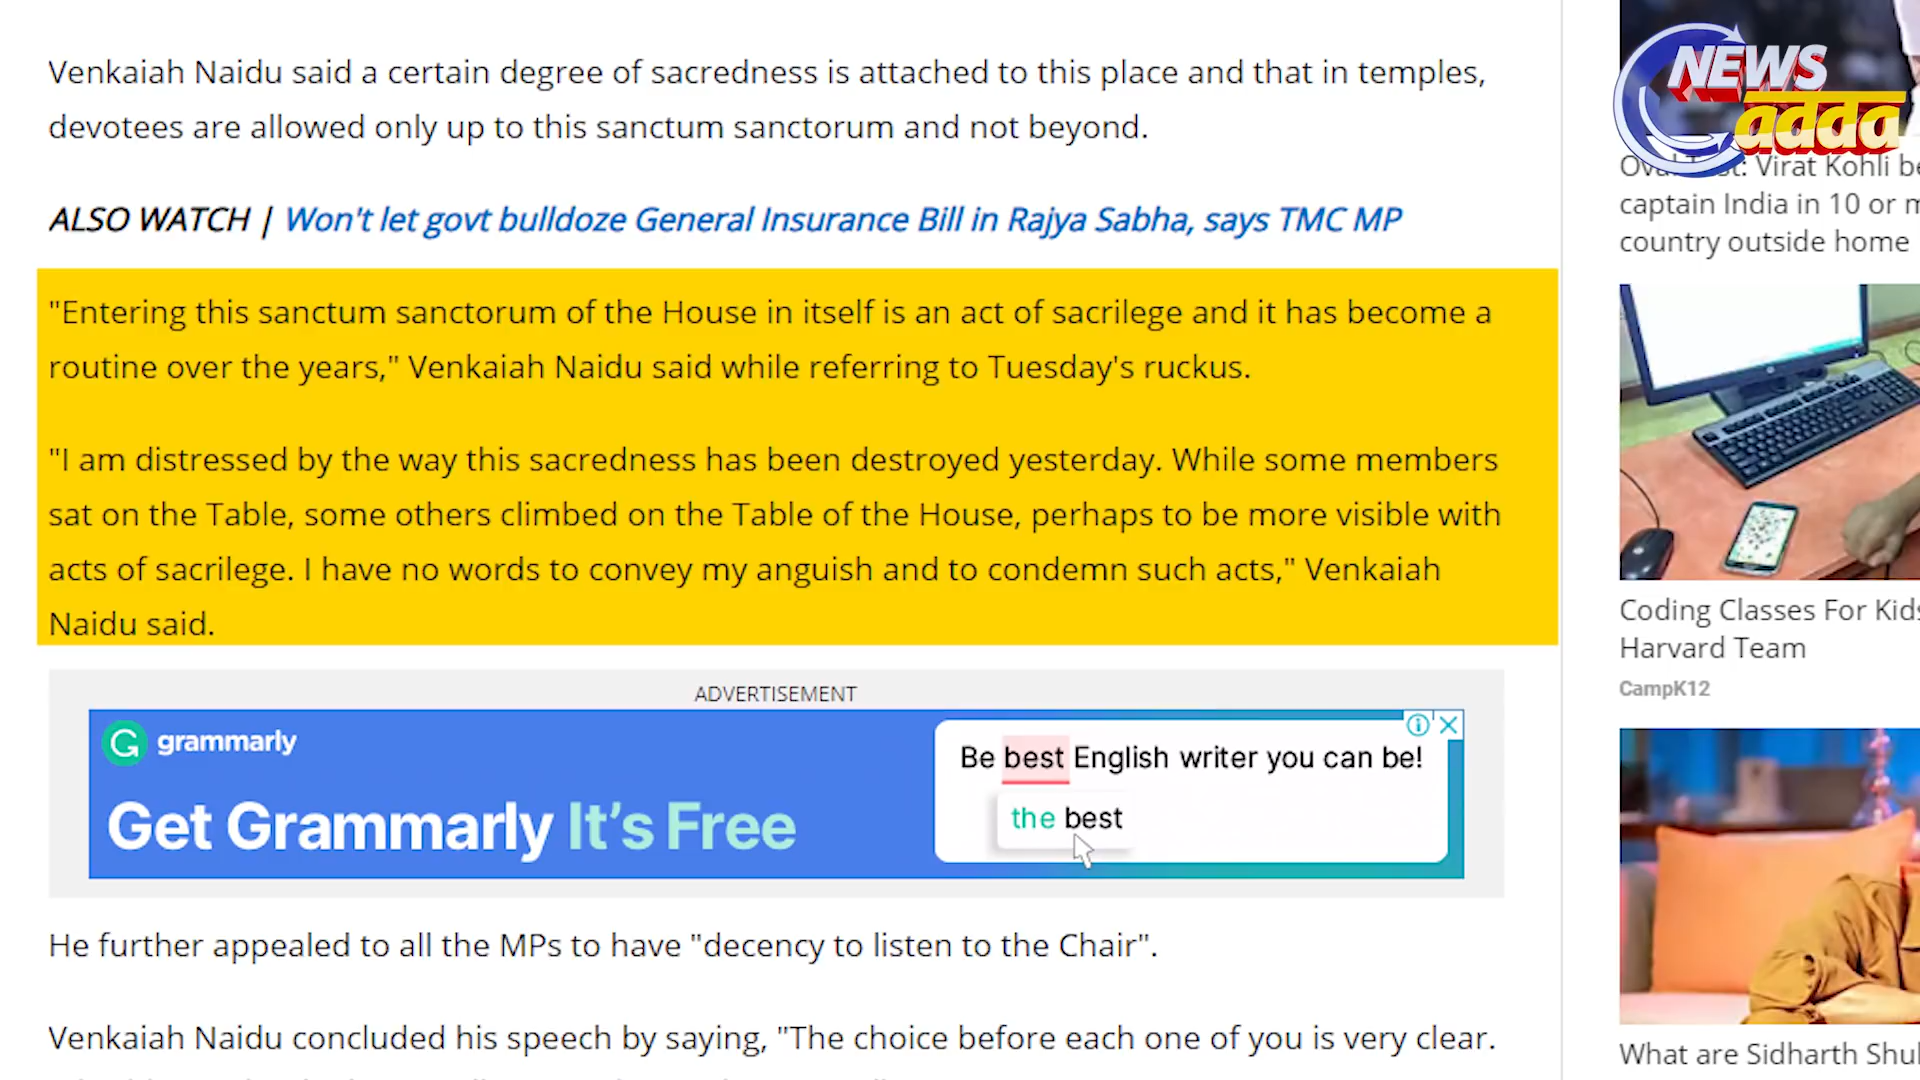 Venkaiah Naidu said a certain degree of sacredness is attached to this place and that in temples,
devotees are allowed only up to this sanctum sanctorum and not beyond.
ALSO WATCH | Won't let govt bulldoze General Insurance Bill in Rajya Sabha, says TMC MP
"Entering this sanctum sanctorum of the House in itself is an act of sacrilege and it has become a
routine over the years," Venkaiah Naidu said while referring to Tuesday's ruckus.
"I am distressed by the way this sacredness has been destroyed yesterday. While some members
sat on the Table, some others climbed on the Table of the House, perhaps to be more visible with
acts of sacrilege. I have no words to convey my anguish and to condemn such acts," Venkaiah
Naidu said.
ADVERTISEMENT
grammarly
Get Grammarly It's Free
Be best English writer you can be!
the best
He further appealed to all the MPs to have "decency to listen to the Chair".
Venkaiah Naidu concluded his speech by saying, "The choice before each one of you is very clear.
NEWS
adda
: Virat Kohli
captain India in 10 or
country outside home
Coding Classes For
Harvard Team
CampK12
What are Sidharth